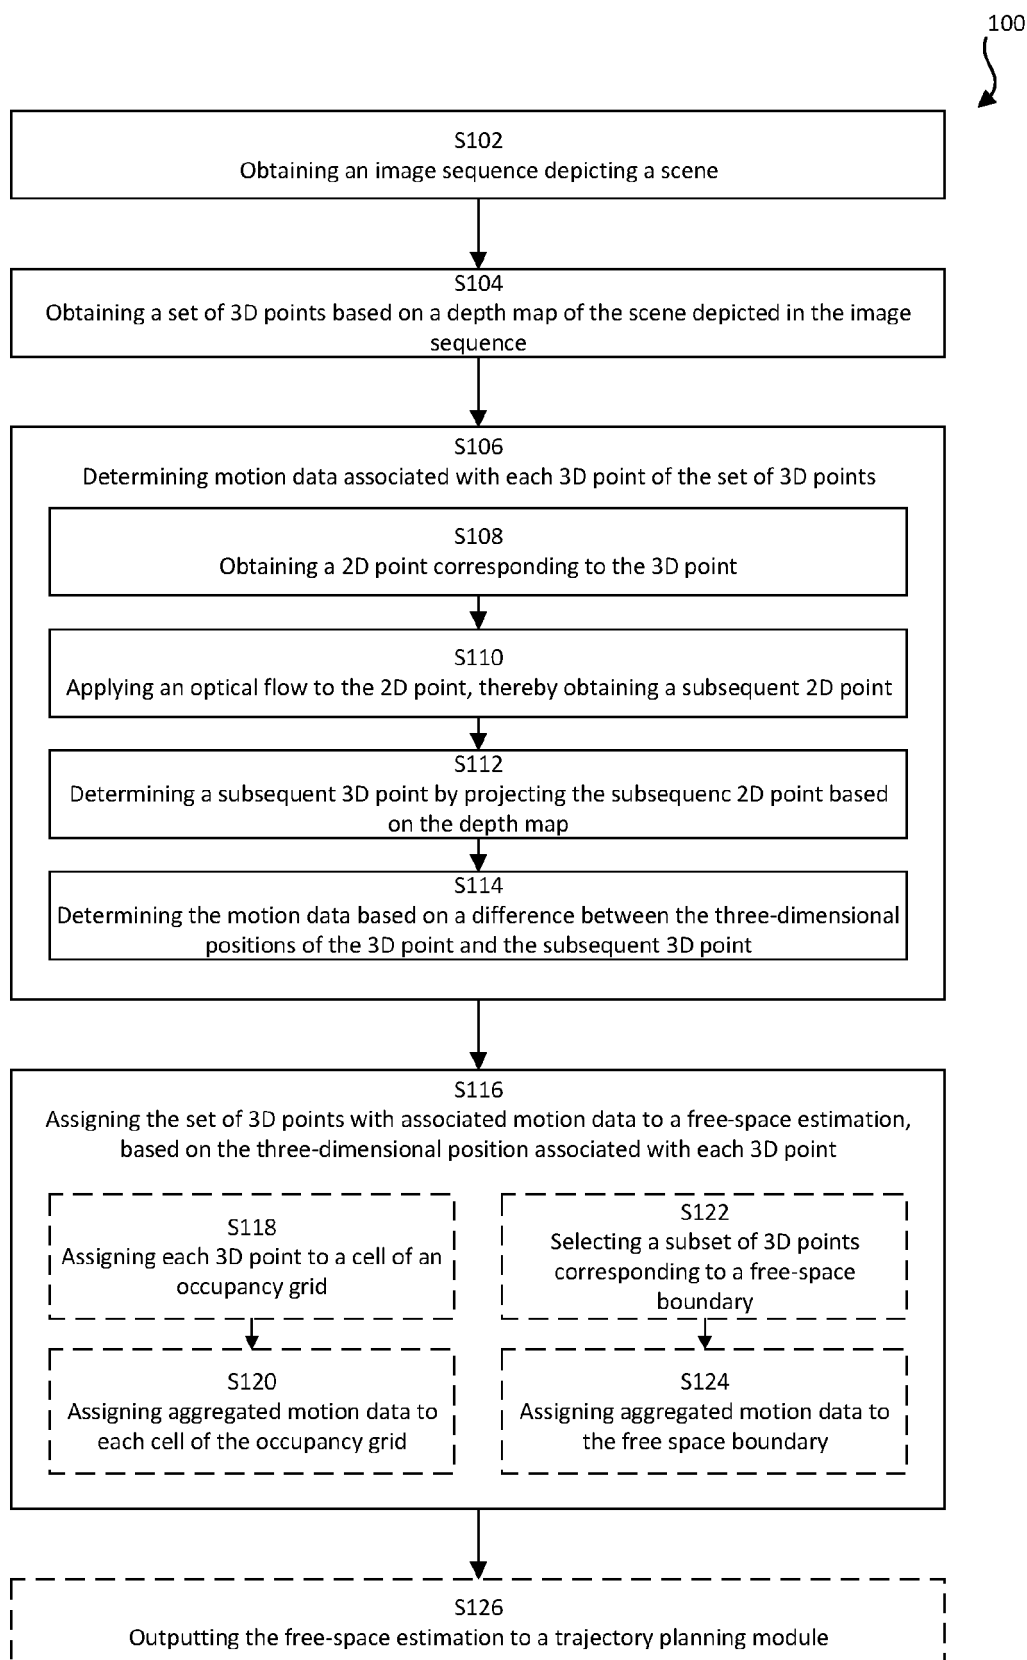 100
S102
Obtaining an image sequence depicting a scene
S104
Obtaining a set of 3D points based on a depth map of the scene depicted in the image
sequence
S106
Determining motion data associated with each 3D point of the set of 3D points
S108
Obtaining a 2D point corresponding to the 3D point
S110
Applying an optical flow to the 2D point, thereby obtaining a subsequent 2D point
S112
Determining a subsequent 3D point by projecting the subsequenc 2D point based
on the depth map
S114
Determining the motion data based on a difference between the three-dimensional
positions of the 3D point and the subsequent 3D point
S116
Assigning the set of 3D points with associated motion data to a free-space estimation,
based on the three-dimensional position associated with each 3D point
S118
Assigning each 3D point to a cell of an
occupancy grid
S120
Assigning aggregated motion data to
each cell of the occupancy grid
S122
Selecting a subset of 3D points
corresponding to a free-space
boundary
S124
Assigning aggregated motion data to
the free space boundary
S126
Outputting the free-space estimation to a trajectory planning module